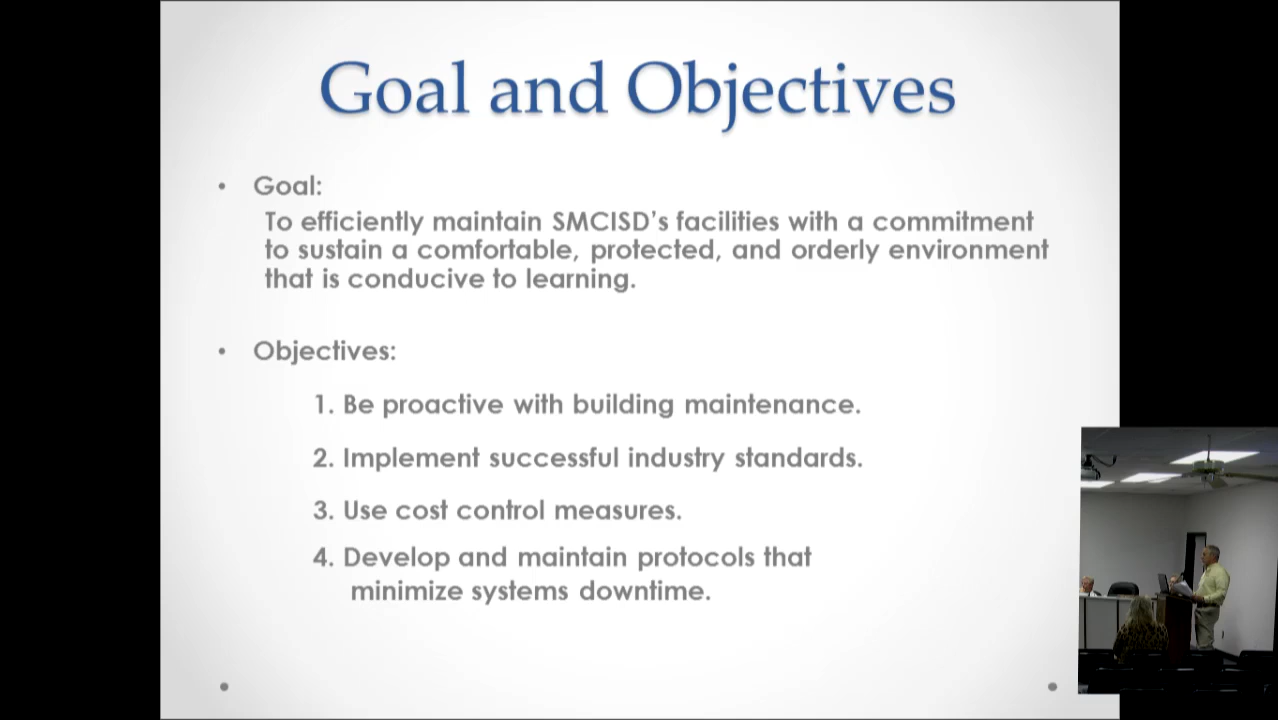 Goal and Objectives
• Goal:
To efficiently maintain SMCISD's facilities with a commitment
to sustain a comfortable, protected, and orderly environment
that is conducive to learning.
• Objectives:
1. Be proactive with building maintenance.
2. Implement successful industry standards.
3. Use cost control measures.
4. Develop and maintain protocols that
minimize systems downtime.